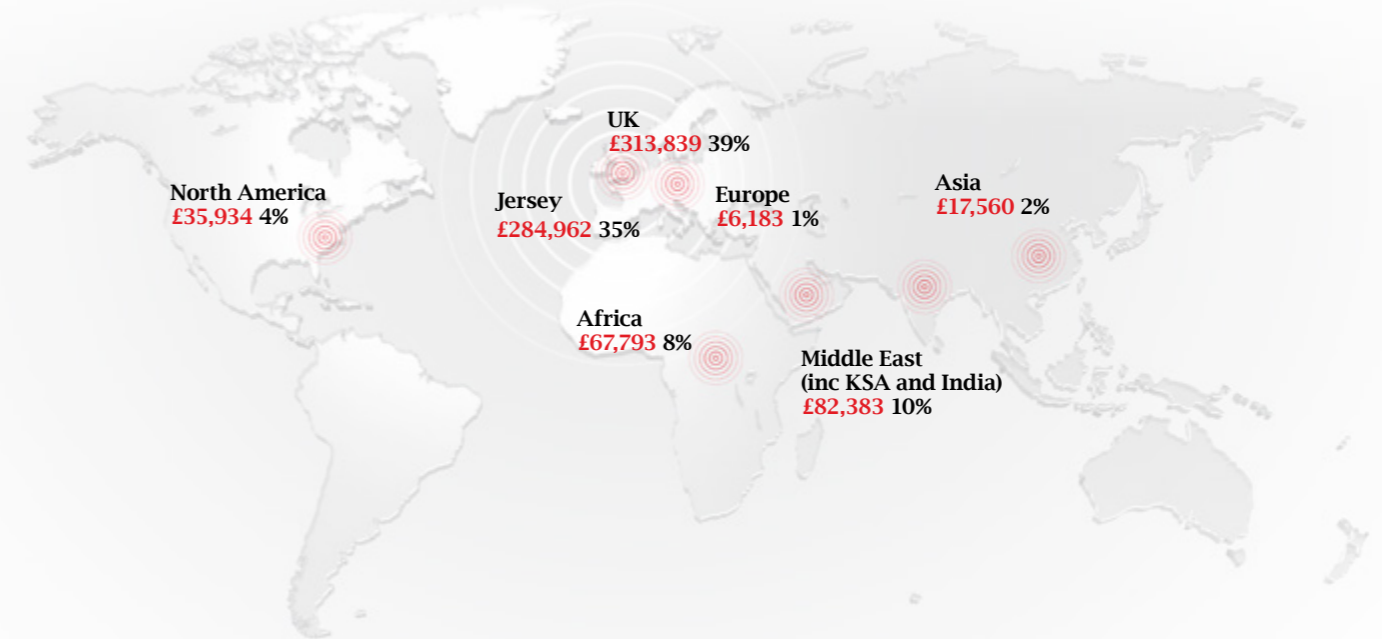 UK
£313,839 39%
North America
£35,934 4%
Jersey
£284,962 35%
Europe
£6,183 1%
Asia
£17,560 2%
Africa
£67,793 8%
Middle East
(inc KSA and India)
£82,383 10%